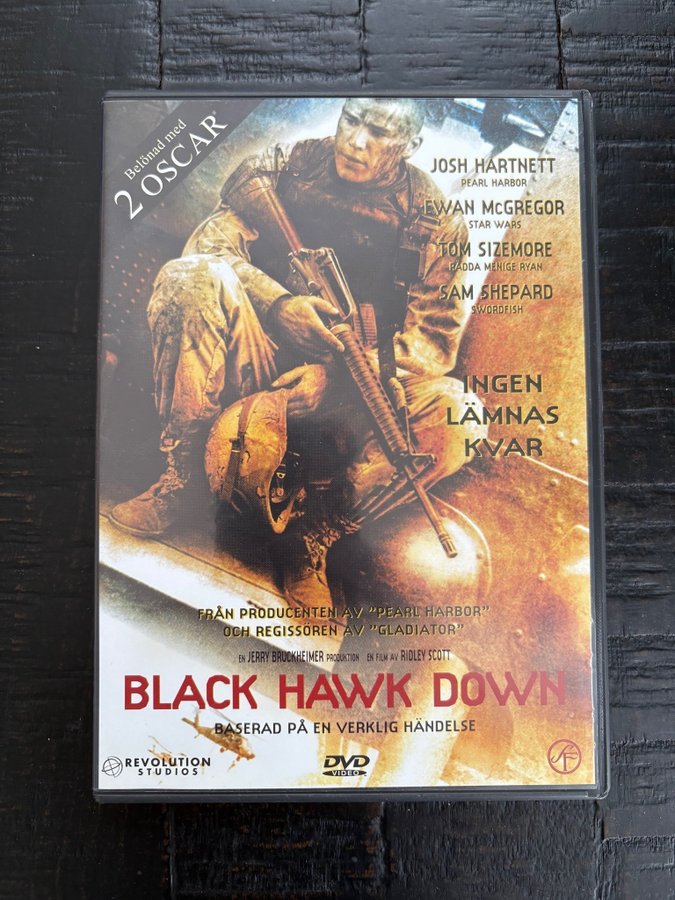 Belönad med
2 OSCAR®
JOSH HARTNETT
PEARL HARBOR
EWAN McGREGOR
STAR WARS
TOM SIZEMORE
RÄDDA MENIGE RYAN
SAM SHEPARD
SWORDFISH
INGEN
LÄMNAS
KVAR
FRÅN PRODUCENTEN AV "PEARL HARBOR"
OCH REGISSÖREN AV "GLADIATOR"
EN JERRY BRUCKHEIMER PRODUKTION EN FILM AV RIDLEY SCOTT
BLACK HAWK DOWN
BASERAD PÅ EN VERKLIG HÄNDELSE
REVOLUTION
STUDIOS
DVD
VIDEO
SF